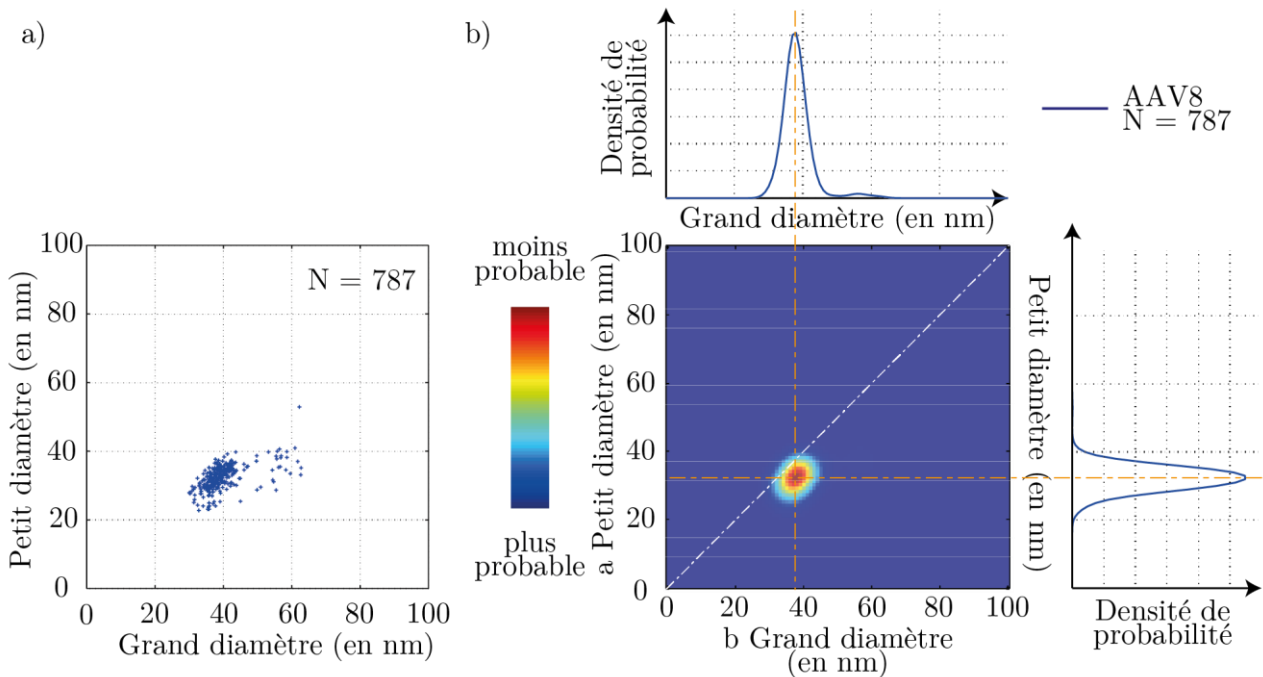 a)
N = 787
Petit diamètre (en nm)
100
80
60
40
20
0
0 20 40 60 80 100
Grand diamètre (en nm)
moins
probable
plus
probable
b)
Densité de
probabilité
Grand diamètre (en nm)
AAV8
N = 787
a Petit diamètre (en nm)
100
80
60
40
20
0
0 20 40 60 80 100
b Grand diamètre
(en nm)
Petit diamètre (en nm)
Densité de
probabilité